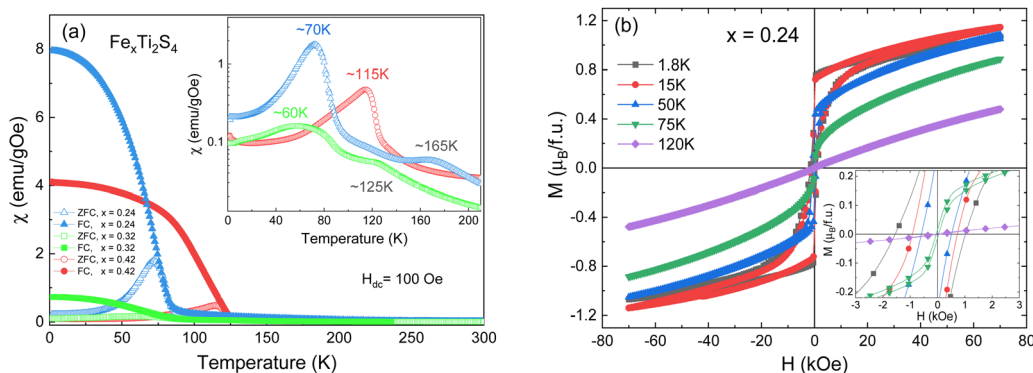 (a)
Fe_xTi_2S_4
χ (emu/gOe)
8
6
4
2
0
0 50 100 150 200 250 300
Temperature (K)
ZFC, x = 0.24
FC, x = 0.24
ZFC, x = 0.32
FC, x = 0.32
ZFC, x = 0.42
FC, x = 0.42
H_dc= 100 Oe
~70K
~115K
~60K
~165K
~125K
χ (emu/gOe)
1
0.1
0 40 80 120 160 200
Temperature (K)
(b)
x = 0.24
1.8K
15K
50K
75K
120K
M (μ_B/f.u.)
1.2
0.8
0.4
0.0
-0.4
-0.8
-1.2
-80 -60 -40 -20 0 20 40 60 80
H (kOe)
M (μ_B/f.u.)
0.2
0.1
0.0
-0.1
-0.2
-3 -2 -1 0 1 2 3
H (kOe)